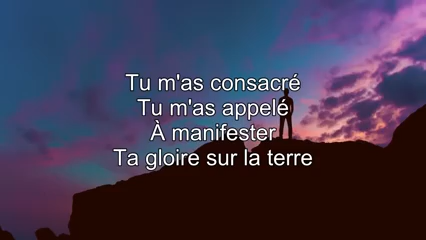 Tu m'as consacré
Tu m'as appelé
À manifester
Ta gloire sur la terre